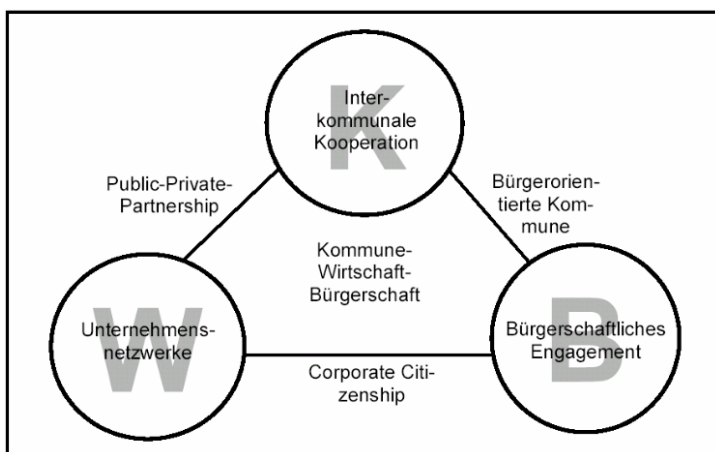 K
Inter-
kommunale
Kooperation
Public-Private-
Partnership
Bürgerorien-
tierte Kom-
mune
Kommune-
Wirtschaft-
Bürgerschaft
W
Unternehmens-
netzwerke
B
Bürgerschaftliches
Engagement
Corporate Citi-
zenship